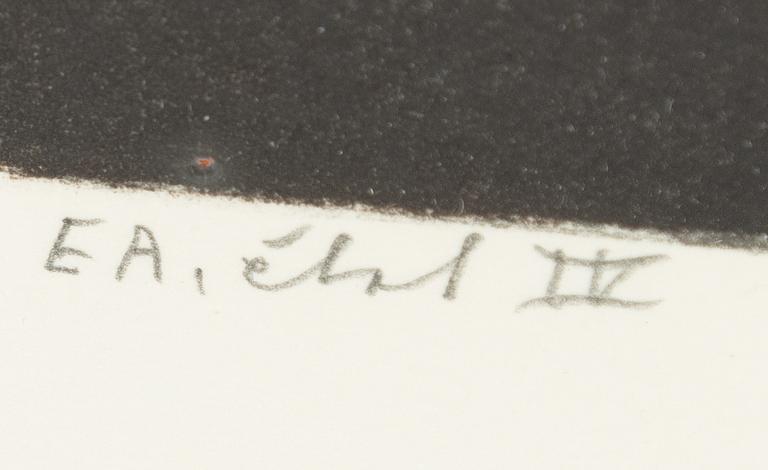 EA, état IV